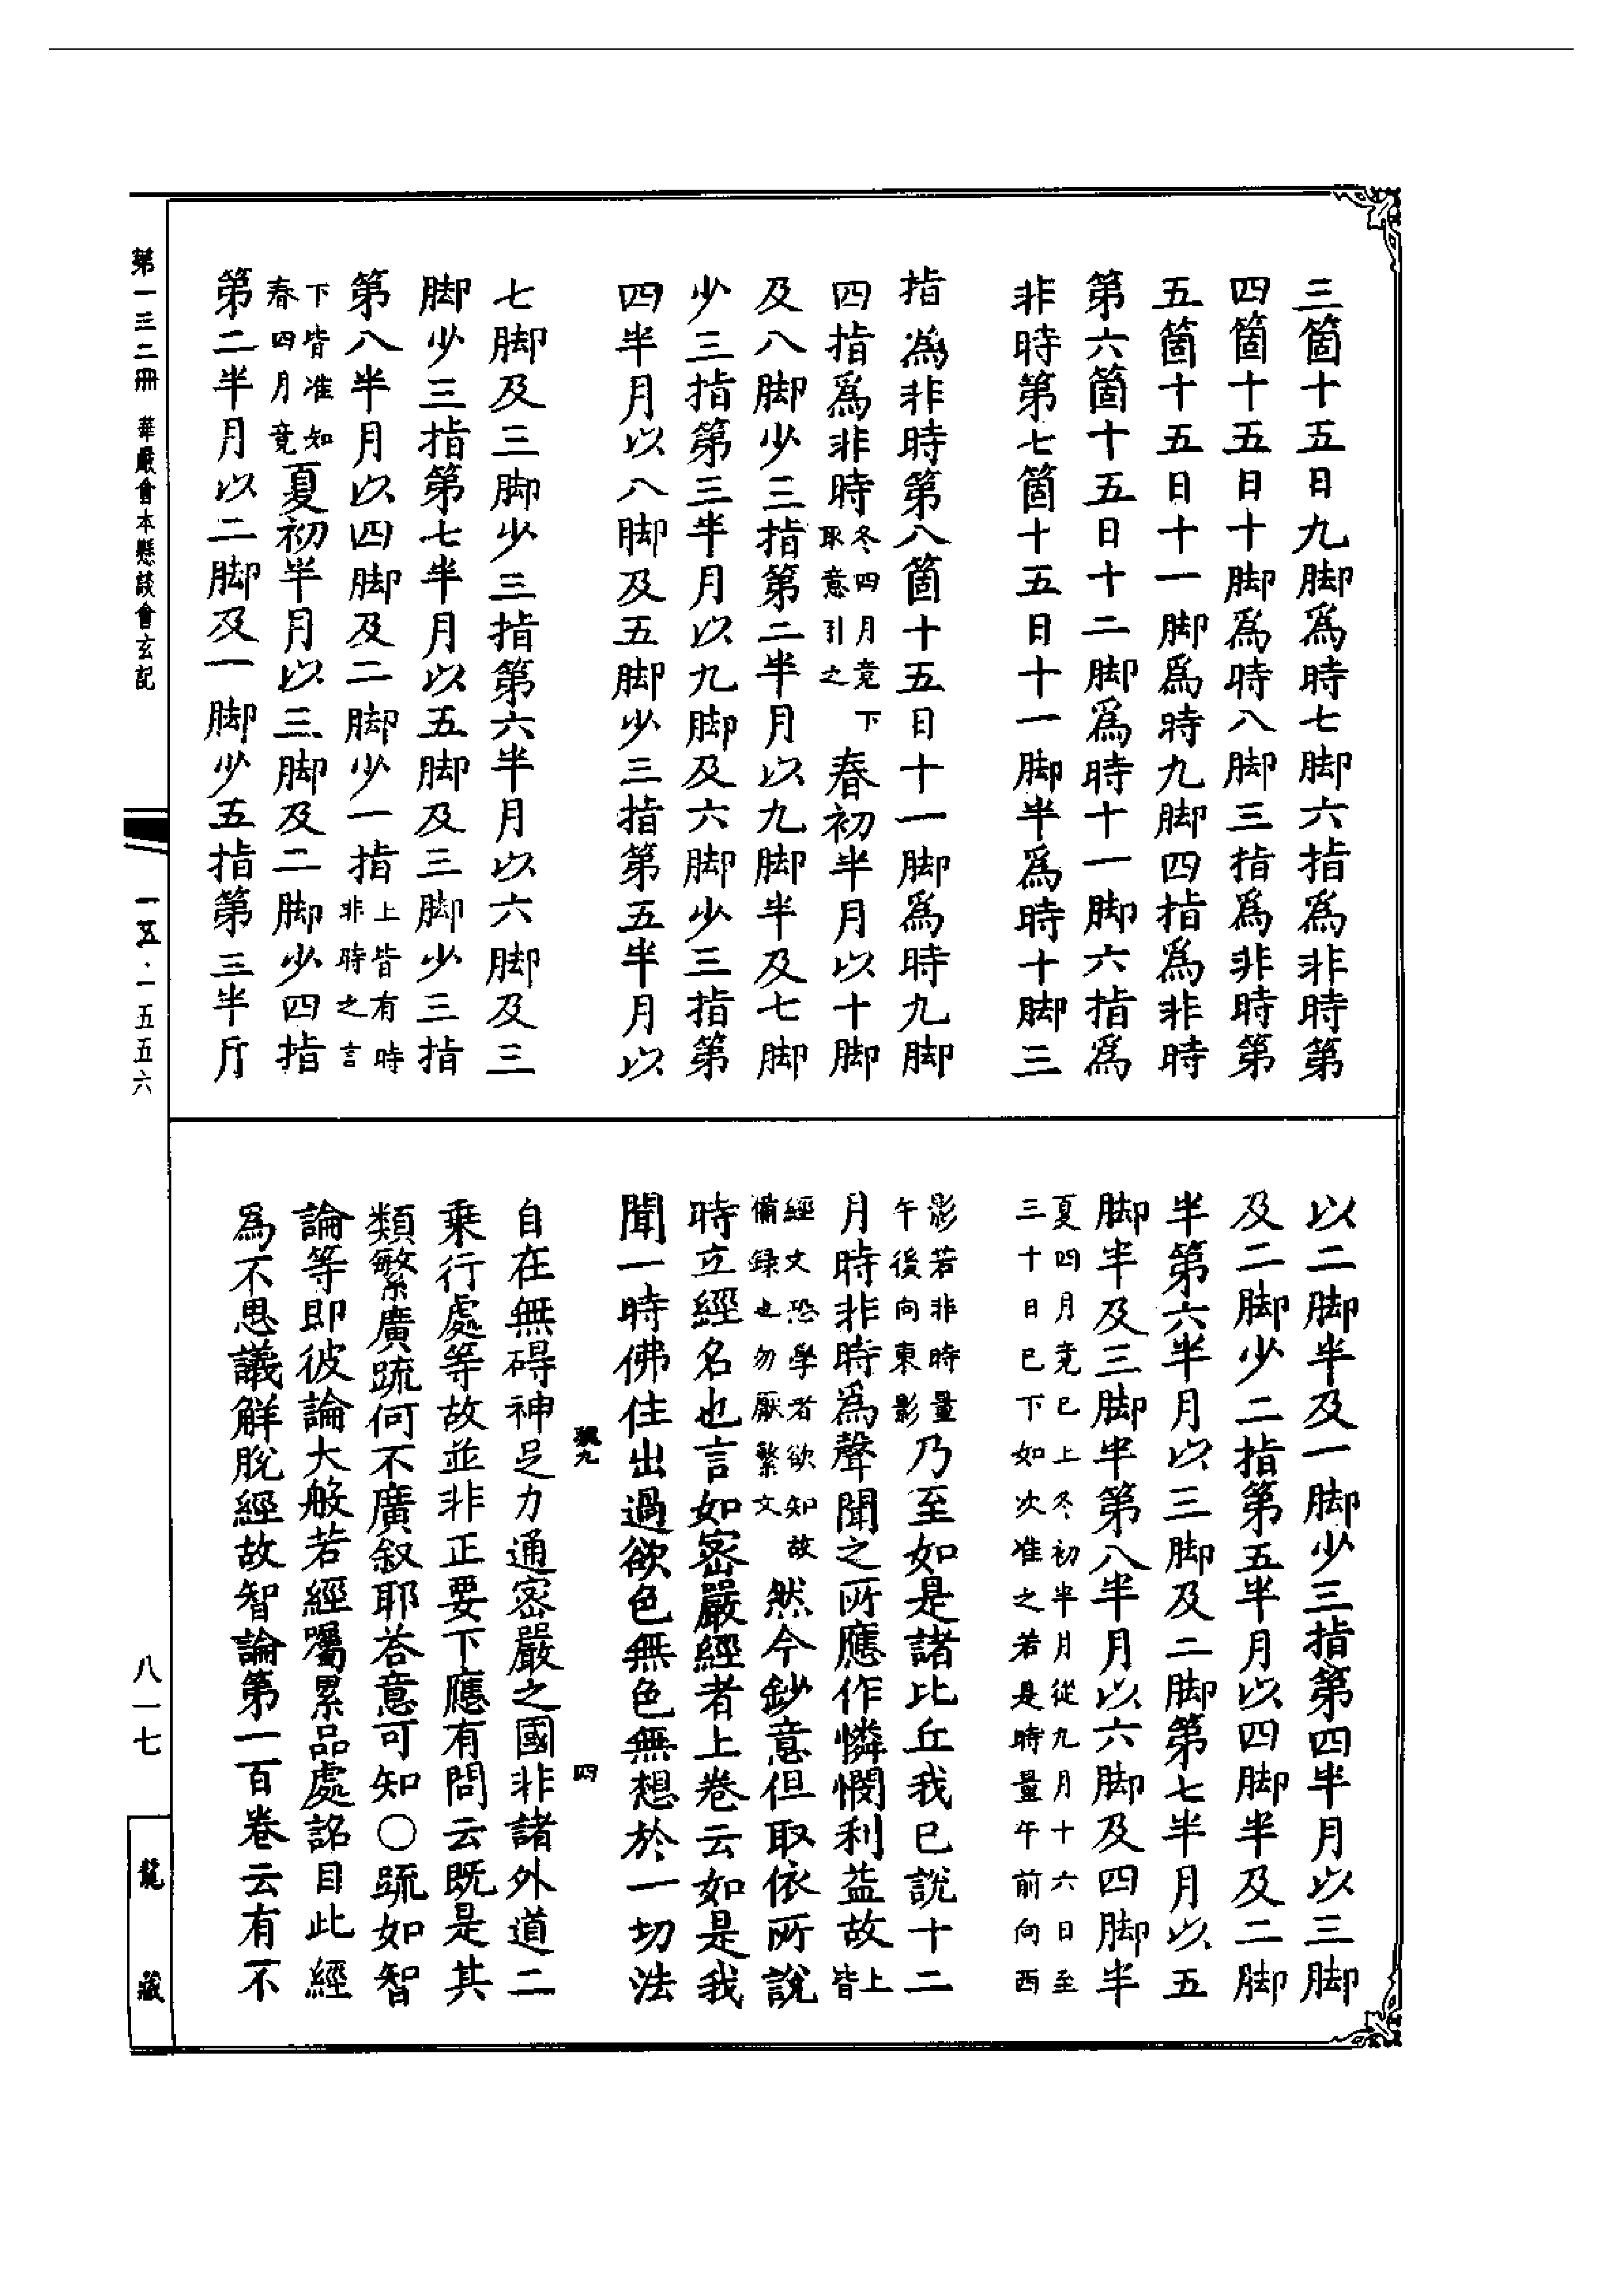 三箇十五日九脚爲時七脚六指爲非時第
四箇十五日十脚爲時八脚三指爲非時第
五箇十五日十一脚爲時九脚四指爲非時
第六箇十五日十二脚爲時十一脚六指爲
非時第七箇十五日十一脚半爲時十脚三
指爲非時第八箇十五日十一脚爲時九脚
四指爲非時冬四月竟下取意引之春初半月以十脚
及八脚少三指第二半月以九脚半及七脚
少三指第三半月以九脚及六脚少三指第
四半月以八脚及五脚少三指第五半月以
七脚及三脚少三指第六半月以六脚及三
脚少三指第七半月以五脚及三脚少三指
第八半月以四脚及二脚少一指上皆有時非時之言
下皆准知春四月竟夏初半月以三脚及二脚少四指
第二半月以二脚及一脚少五指第三半斤
以二脚半及一脚少三指第四半月以三脚
及二脚少二指第五半月以四脚半及二脚
半第六半月以三脚及二脚第七半月以五
脚半及三脚半第八半月以六脚及四脚半
夏四月竟已上冬初半月從九月十六日至三十日已下如次准之若是時量午前向西
影若非時量午後向東影乃至如是諸比丘我已說十二
月時非時爲聲聞之所應作憐愍利益故上皆
經文恐學者欲知故備録也勿厭繁文然今鈔意但取依所說
時立經名也言如密嚴經者上卷云如是我
聞一時佛住出過欲色無色無想於一切法
自在無碍神足力通密嚴之國非諸外道二
乗行處等故並非正要下應有問云既是其
類繁廣䟽何不廣叙耶荅意可知〇䟽如智
論等即彼論大般若經囑累品處詺目此經
爲不思議解脫經故智論第一百卷云有不
第一三二冊 華嚴會本懸談會玄記
一五·一五五六
八一七
龍藏
四